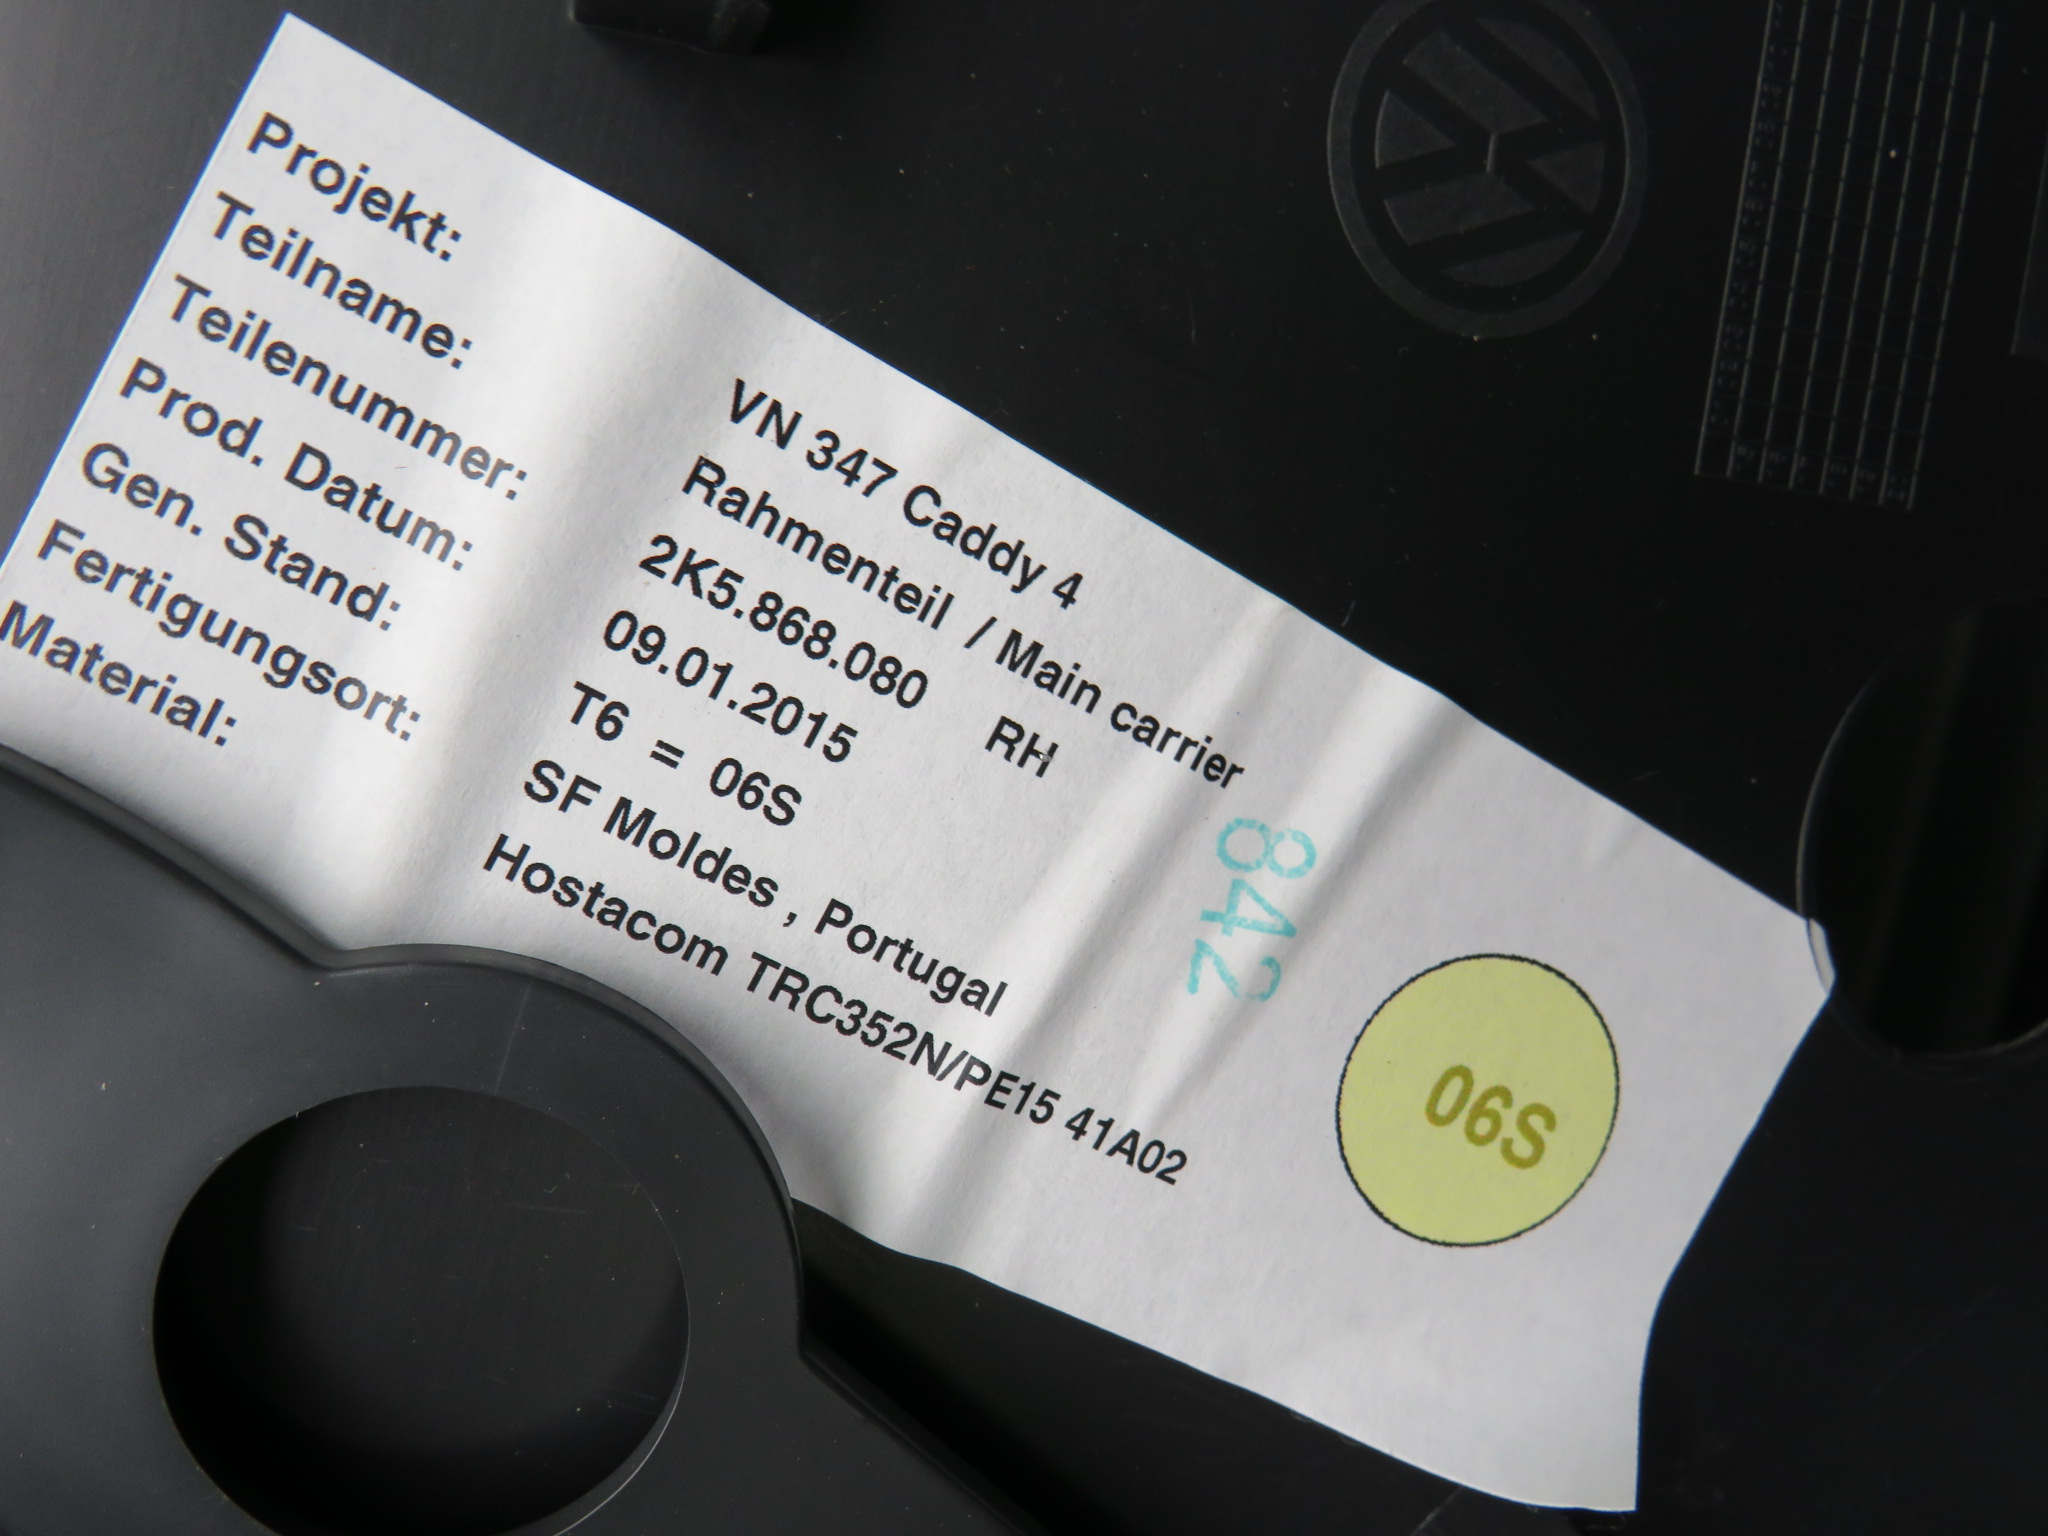 Projekt: VN 347 Caddy 4
Teilname: Rahmenteil / Main carrier
Teilenummer: 2K5.868.080 RH
Prod. Datum: 09.01.2015
Gen. Stand: T6 = 06S
Fertigungsort: SF Moldes , Portugal
Material: Hostacom TRC352N/PE15 41A02
842
06S